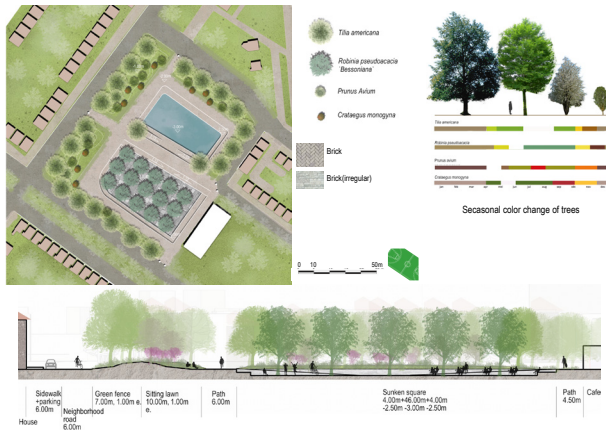 Tilia americana
Robinia pseudoacacia
'Bessoniana'
Prunus Avium
Crataegus monogyna
Brick
Brick(irregular)
Tilia americana
Robinia pseudoacacia
Prunus avium
Crataegus monogyna
Secasonal color change of trees
0 10 50m
Sidewalk
+parking
6.00m
Green fence
7.00m, 1.00m e.
Sitting lawn
10.00m, 1.00m
e.
Path
6.00m
Sunken square
4.00m+46.00m+4.00m
-2.50m -3.00m -2.50m
Path
4.50m
Cafe
Neighborhood
road
6.00m
House